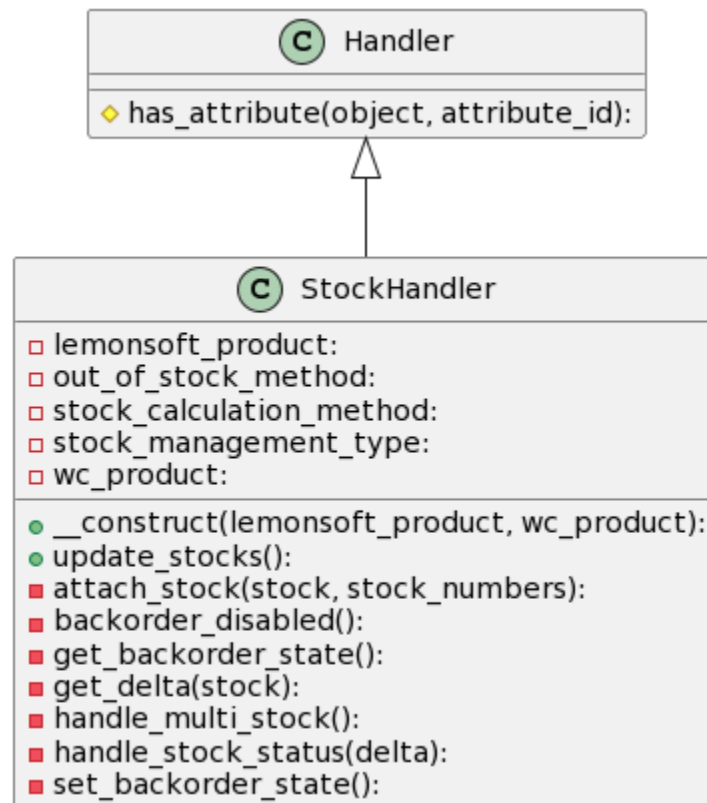 C Handler
has_attribute(object, attribute_id):
C StockHandler
lemonsoft_product:
out_of_stock_method:
stock_calculation_method:
stock_management_type:
wc_product:
__construct(lemonsoft_product, wc_product):
update_stocks():
attach_stock(stock, stock_numbers):
backorder_disabled():
get_backorder_state():
get_delta(stock):
handle_multi_stock():
handle_stock_status(delta):
set_backorder_state():